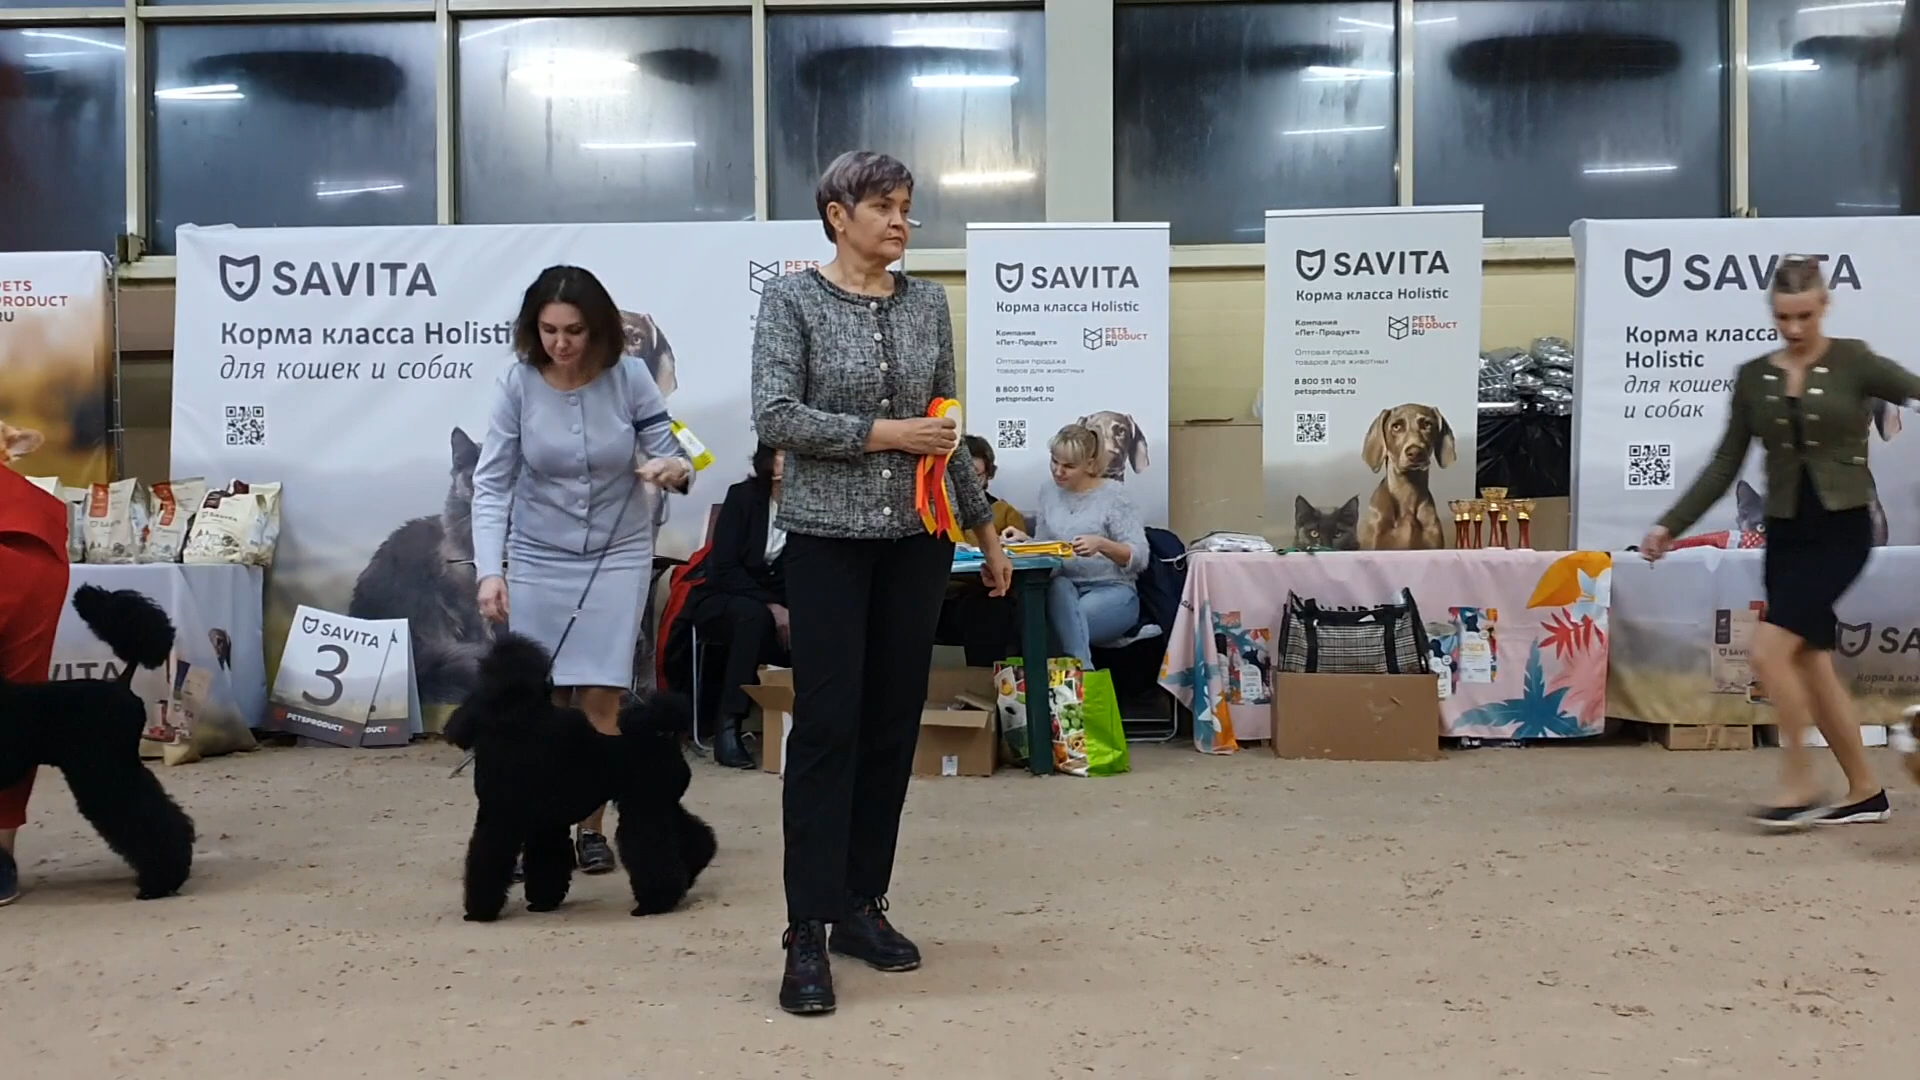 PETS
PRODUCT
RU
SAVITA
Корма класса Holisti
для кошек и собак
PETS
SAVITA
Корма класса Holistic
Компания
«Пет-Продукт»
PETS
PRODUCT
RU
Оптовая продажа
товаров для животных
8 800 511 40 10
petsproduct.ru
SAVITA
Корма класса Holistic
Компания
«Пет-Продукт»
PETS
PRODUCT
RU
Оптовая продажа
товаров для животных
8 800 511 40 10
petsproduct.ru
SAVITA
Корма класса
Holistic
для кошек
и собак
SAVITA
3
PETSPRODUCT